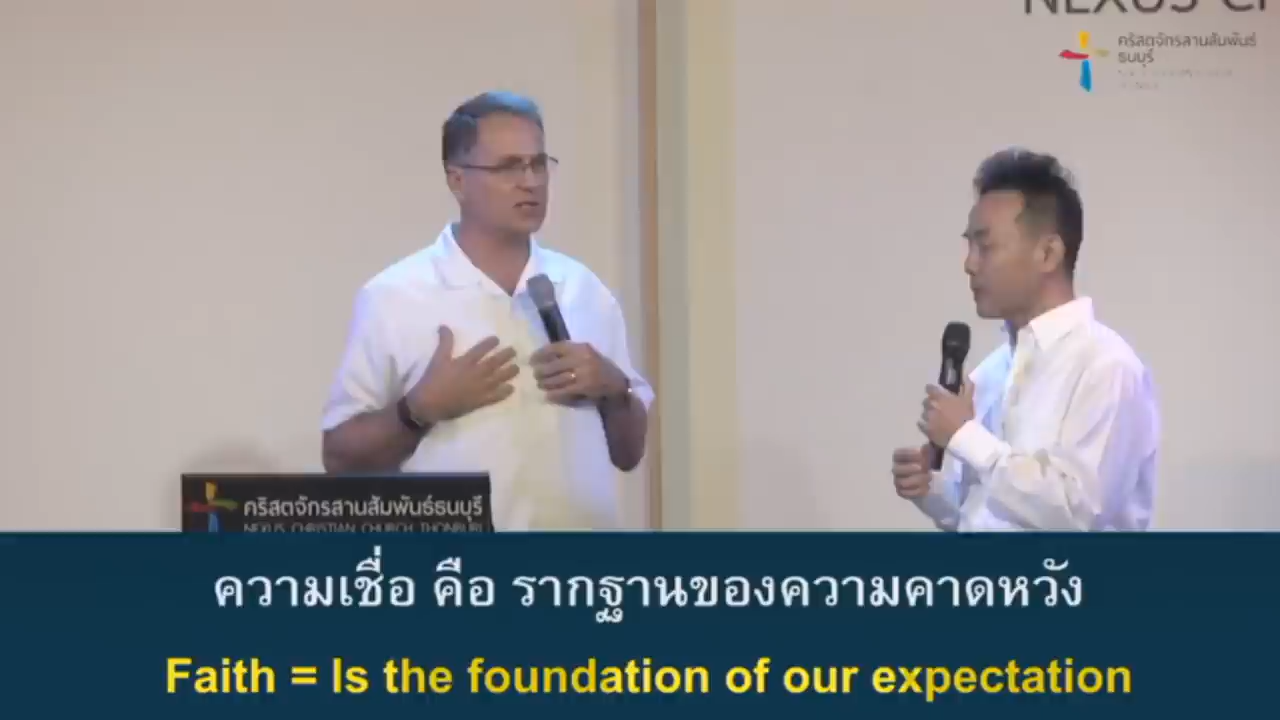 NEXUS CH
คริสตจักรสานสัมพันธ์
ธนบุรี
คริสตจักรสานสัมพันธ์ธนบุรี
NEXUS CHRISTIAN CHURCH THONBURI
ความเชื่อ คือ รากฐานของความคาดหวัง
Faith = Is the foundation of our expectation